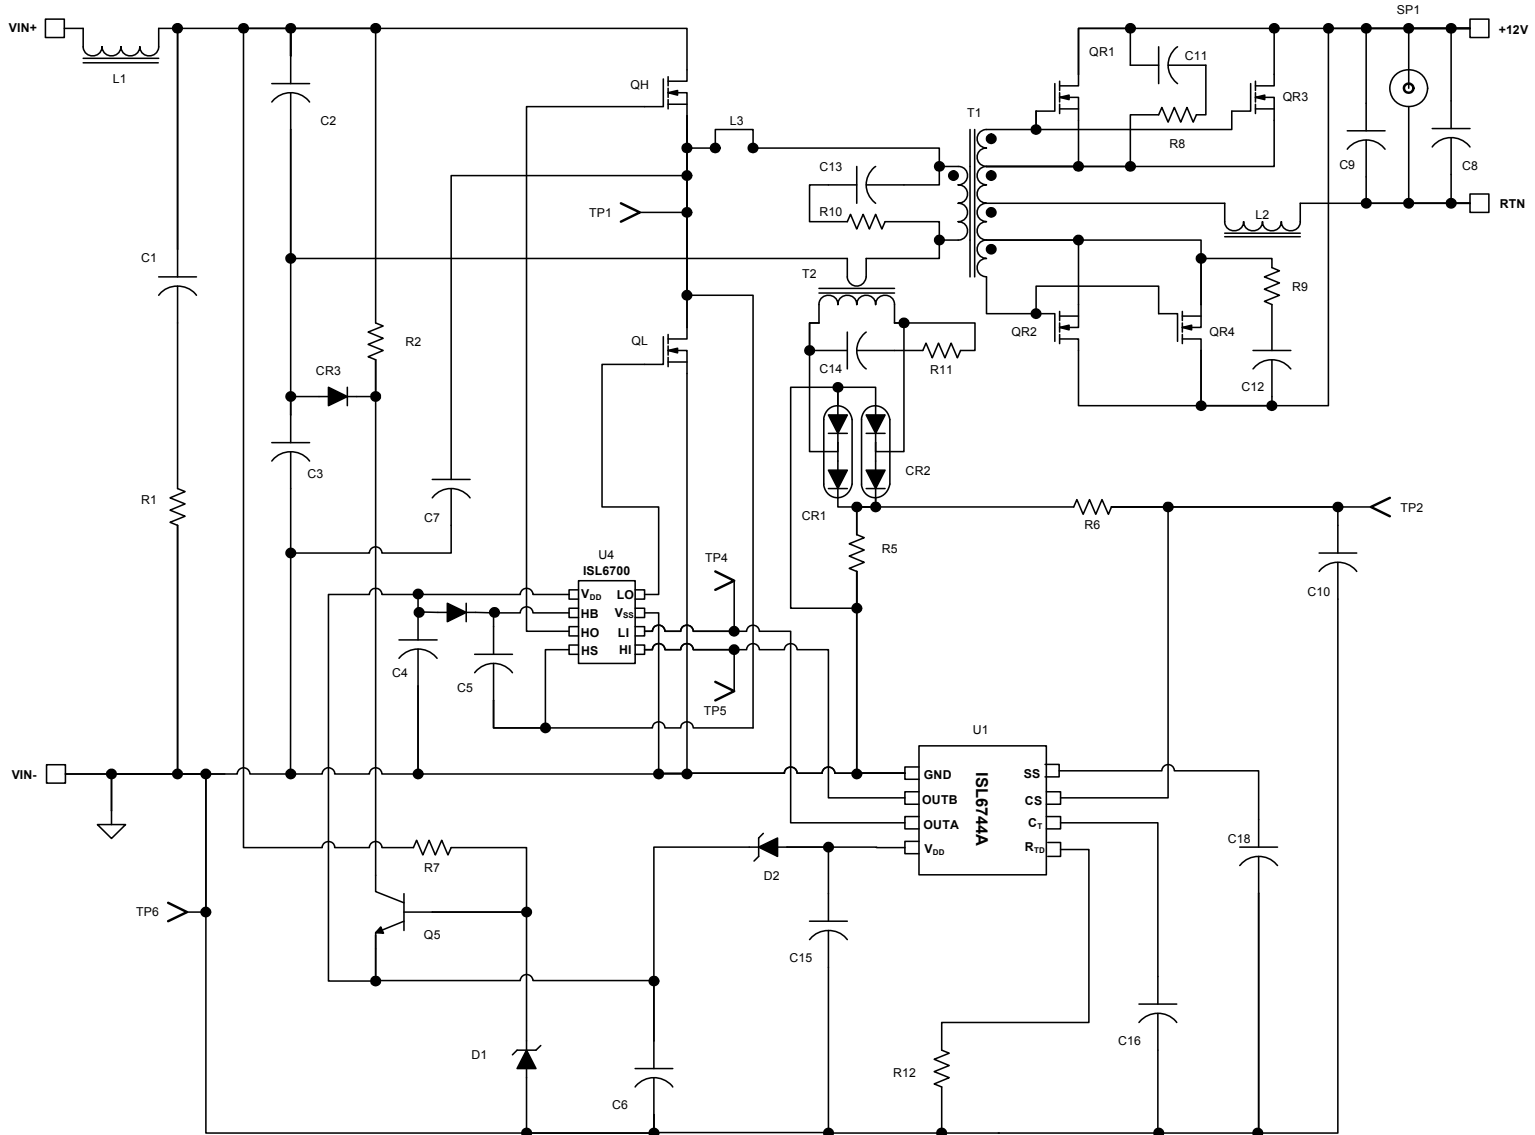 VIN+
L1
C1
R1
C2
R2
CR3
C3
C7
QH
L3
TP1
QL
C13
R10
T1
T2
C14
R11
CR2
CR1
QR1
C11
R8
QR3
SP1
+12V
C9
C8
RTN
L2
R9
QR2
QR4
C12
R6
TP2
R5
C10
U4
ISL6700
VDD
HB
HO
HS
LO
VSS
LI
HI
TP4
TP5
C4
C5
VIN-
TP6
R7
Q5
D1
C6
D2
C15
U1
ISL6744A
GND
OUTB
OUTA
VDD
SS
CS
CT
RTD
C18
C16
R12